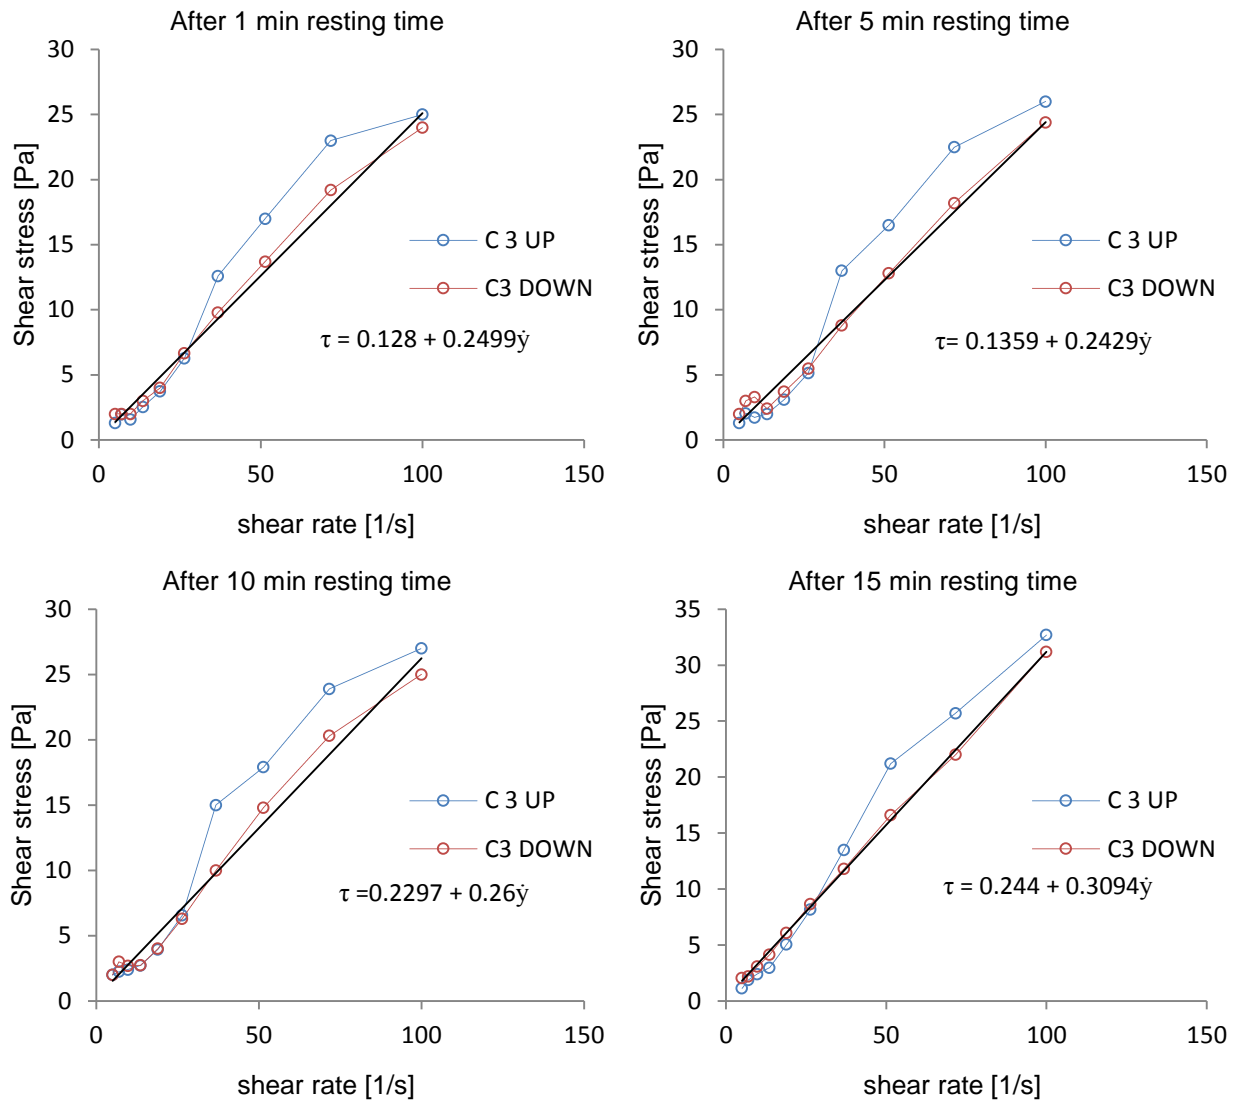 After 1 min resting time
30
25
20
15
10
5
0
0 50 100 150
Shear stress [Pa]
shear rate [1/s]
C 3 UP
C3 DOWN
τ = 0.128 + 0.2499ẏ
After 5 min resting time
30
25
20
15
10
5
0
0 50 100 150
Shear stress [Pa]
shear rate [1/s]
C 3 UP
C3 DOWN
τ= 0.1359 + 0.2429ẏ
After 10 min resting time
30
25
20
15
10
5
0
0 50 100 150
Shear stress [Pa]
shear rate [1/s]
C 3 UP
C3 DOWN
τ =0.2297 + 0.26ẏ
After 15 min resting time
35
30
25
20
15
10
5
0
0 50 100 150
Shear stress [Pa]
shear rate [1/s]
C 3 UP
C3 DOWN
τ = 0.244 + 0.3094ẏ